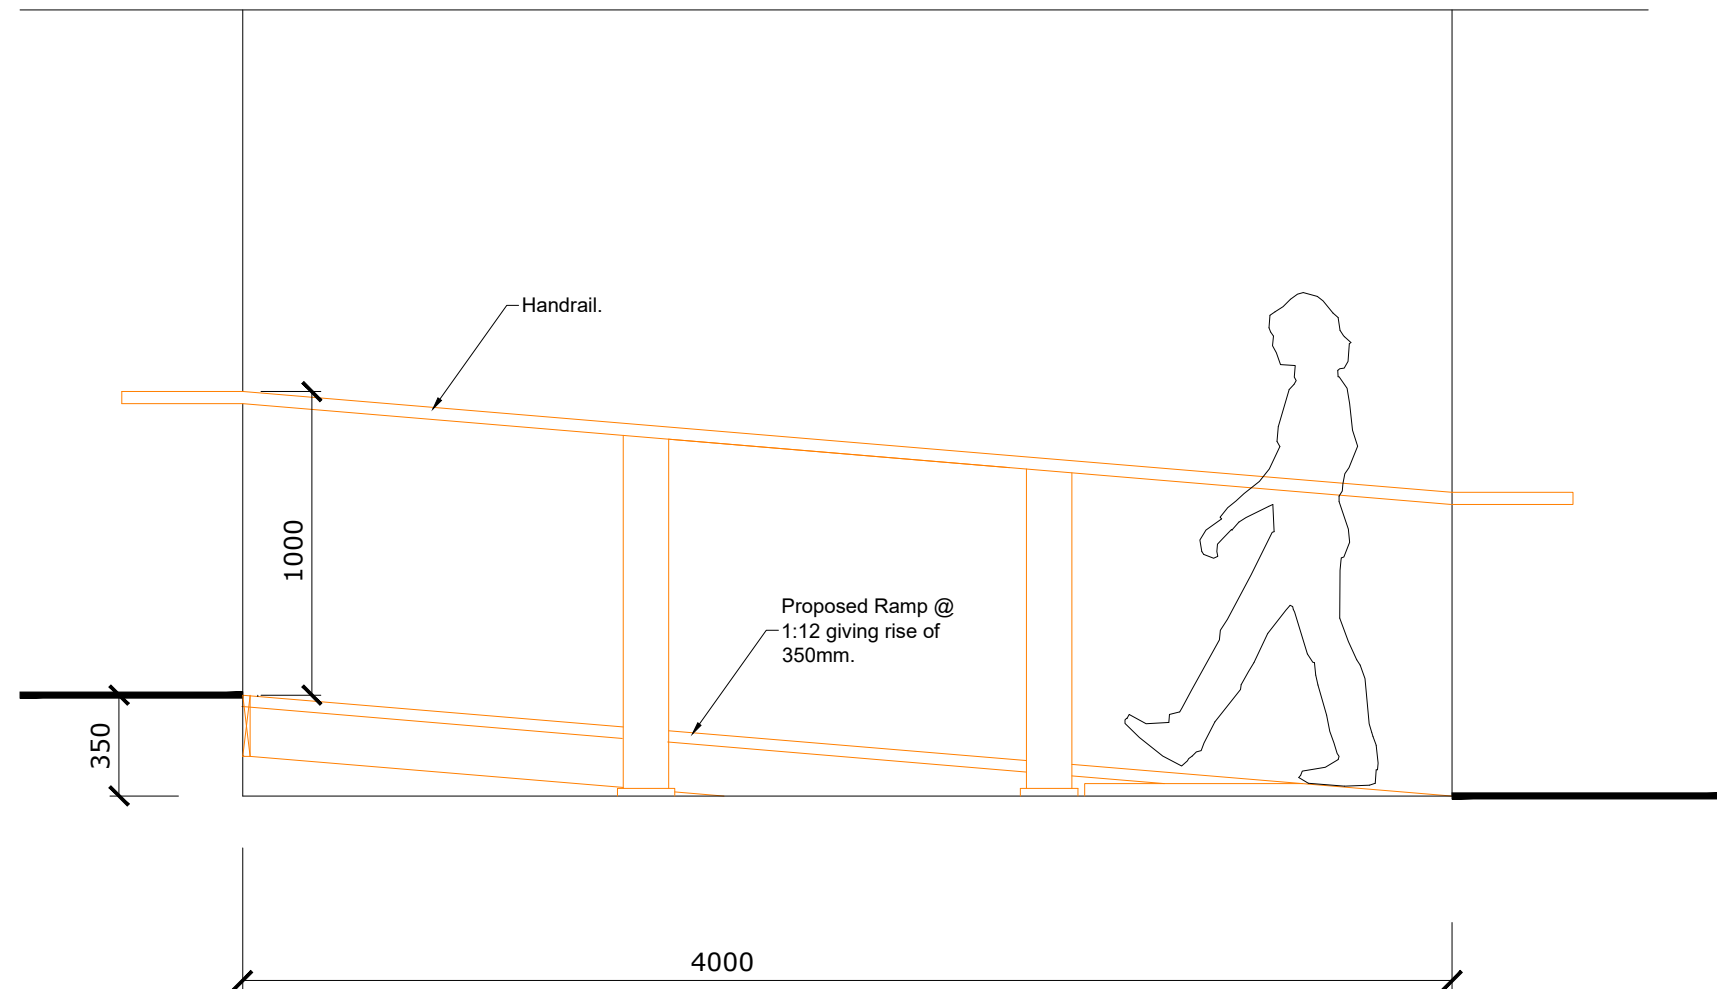 Handrail.
1000
Proposed Ramp @
1:12 giving rise of
350mm.
350
4000